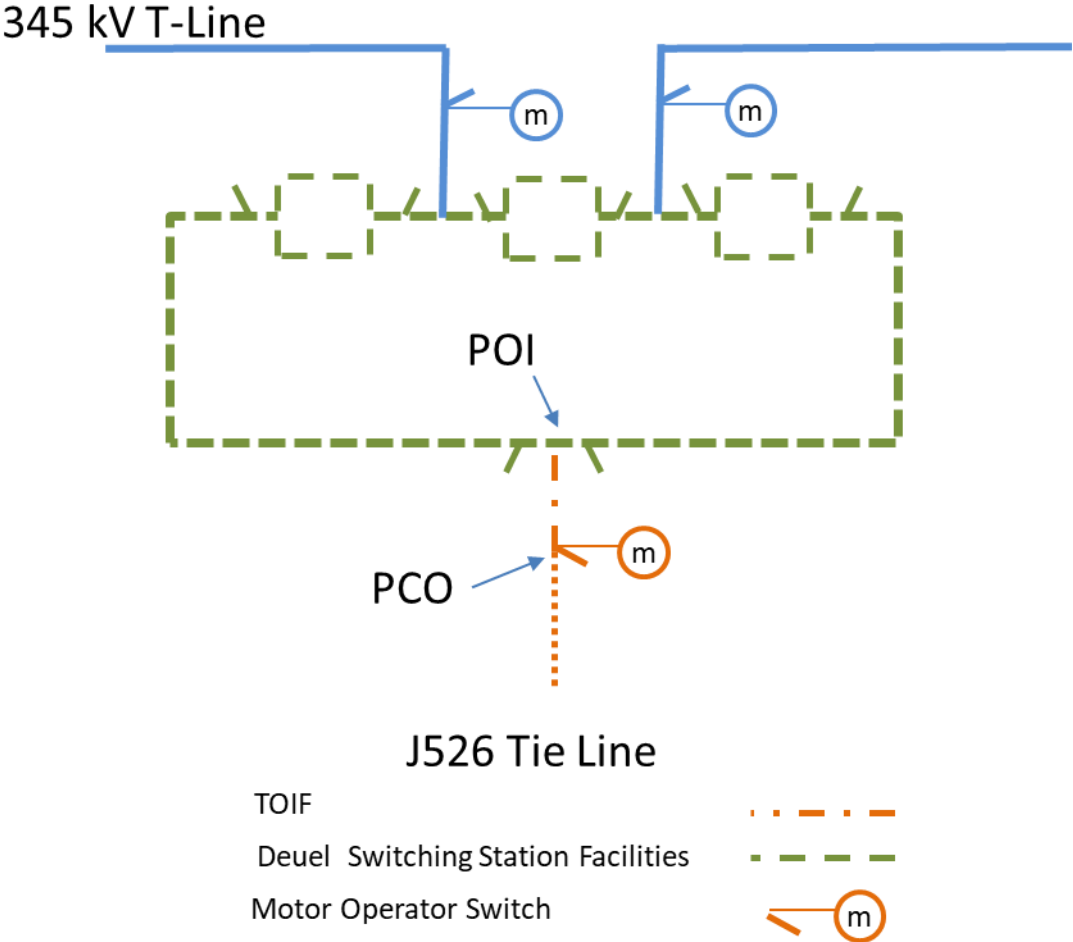 345 kV T-Line
m
m
POI
m
PCO
J526 Tie Line
TOIF
Deuel Switching Station Facilities
Motor Operator Switch
m